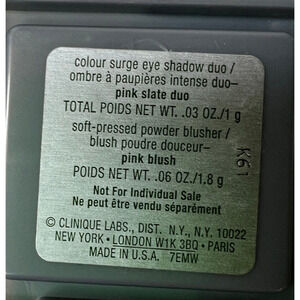 colour surge eye shadow duo /
ombre à paupières intense duo–
pink slate duo
TOTAL POIDS NET WT. .03 OZ/1 g
soft-pressed powder blusher /
blush poudre douceur–
pink blush
POIDS NET WT. .06 OZ/1.8 g
Not For Individual Sale
Ne peut être vendu séparément
© CLINIQUE LABS., DIST. N.Y., N.Y. 10022
NEW YORK • LONDON W1K 3BQ • PARIS
MADE IN U.S.A. 7EMW
K61